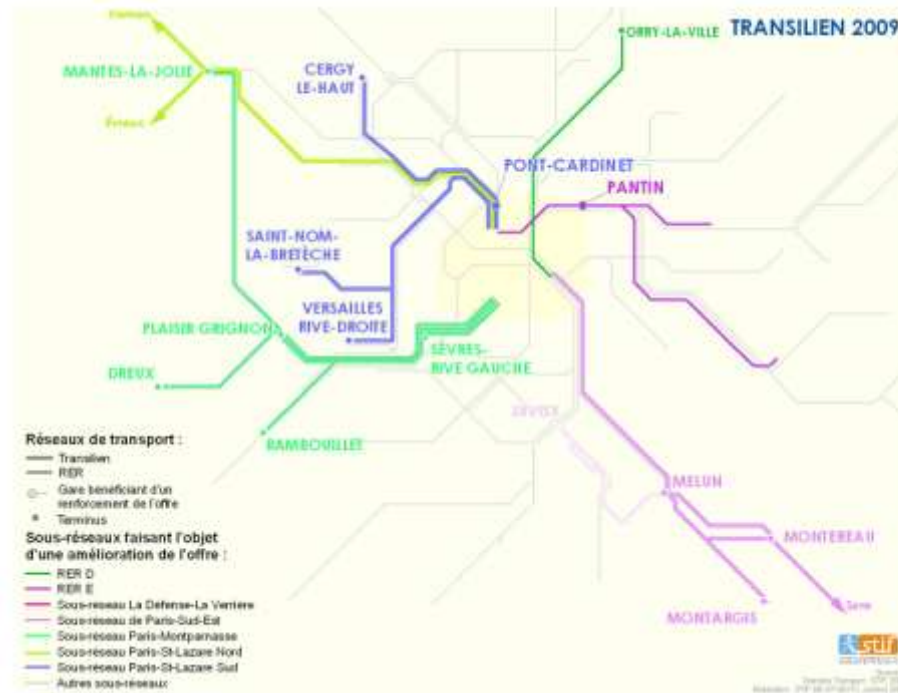 TRANSILIEN 2009
ORRY-LA-VILLE
MANTES-LA-JOLIE
CERGY
LE-HAUT
PONT-CARDINET
PANTIN
SAINT-NOM-
LA-BRETÈCHE
VERSAILLES
RIVE-DROITE
PLAISIR GRIGNON
SÈVRES-
RIVE GAUCHE
DREUX
RAMBOUILLET
MELUN
MONTEREAU
MONTARGIS
Réseaux de transport :
Transilien
RER
Gare bénéficiant d'un
renforcement de l'offre
Terminus
Sous-réseaux faisant l'objet
d'une amélioration de l'offre :
RER D
RER E
Sous-réseau La Défense-La Verrière
Sous-réseau de Paris-Sud-Est
Sous-réseau Paris-Montparnasse
Sous-réseau Paris-St-Lazare Nord
Sous-réseau Paris-St-Lazare Sud
Autres sous-réseaux
stif